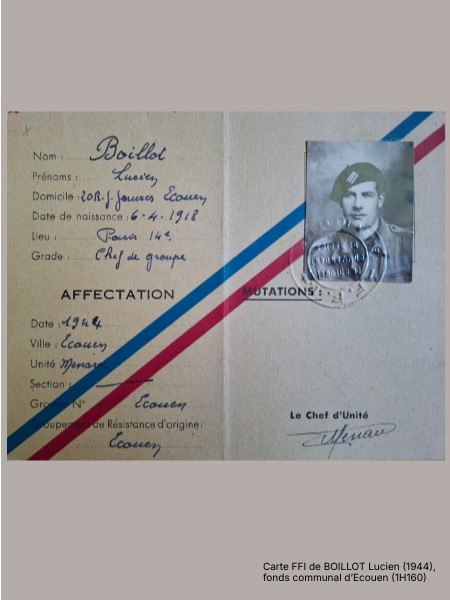 Nom : Boillot
Prénoms : Lucien
Domicile : 20 R. J. Jaurès Ecouen
Date de naissance : 6-4-1918
Lieu : Paris 14e
Grade : Chef de groupe
AFFECTATION
Date : 1944
Ville : Ecouen
Unité Menard
Section : —
Groupe N° Ecouen
Groupement de Résistance d'origine :
Ecouen
MUTATIONS :
Le Chef d'Unité
Carte FFI de BOILLOT Lucien (1944),
fonds communal d'Ecouen (1H160)